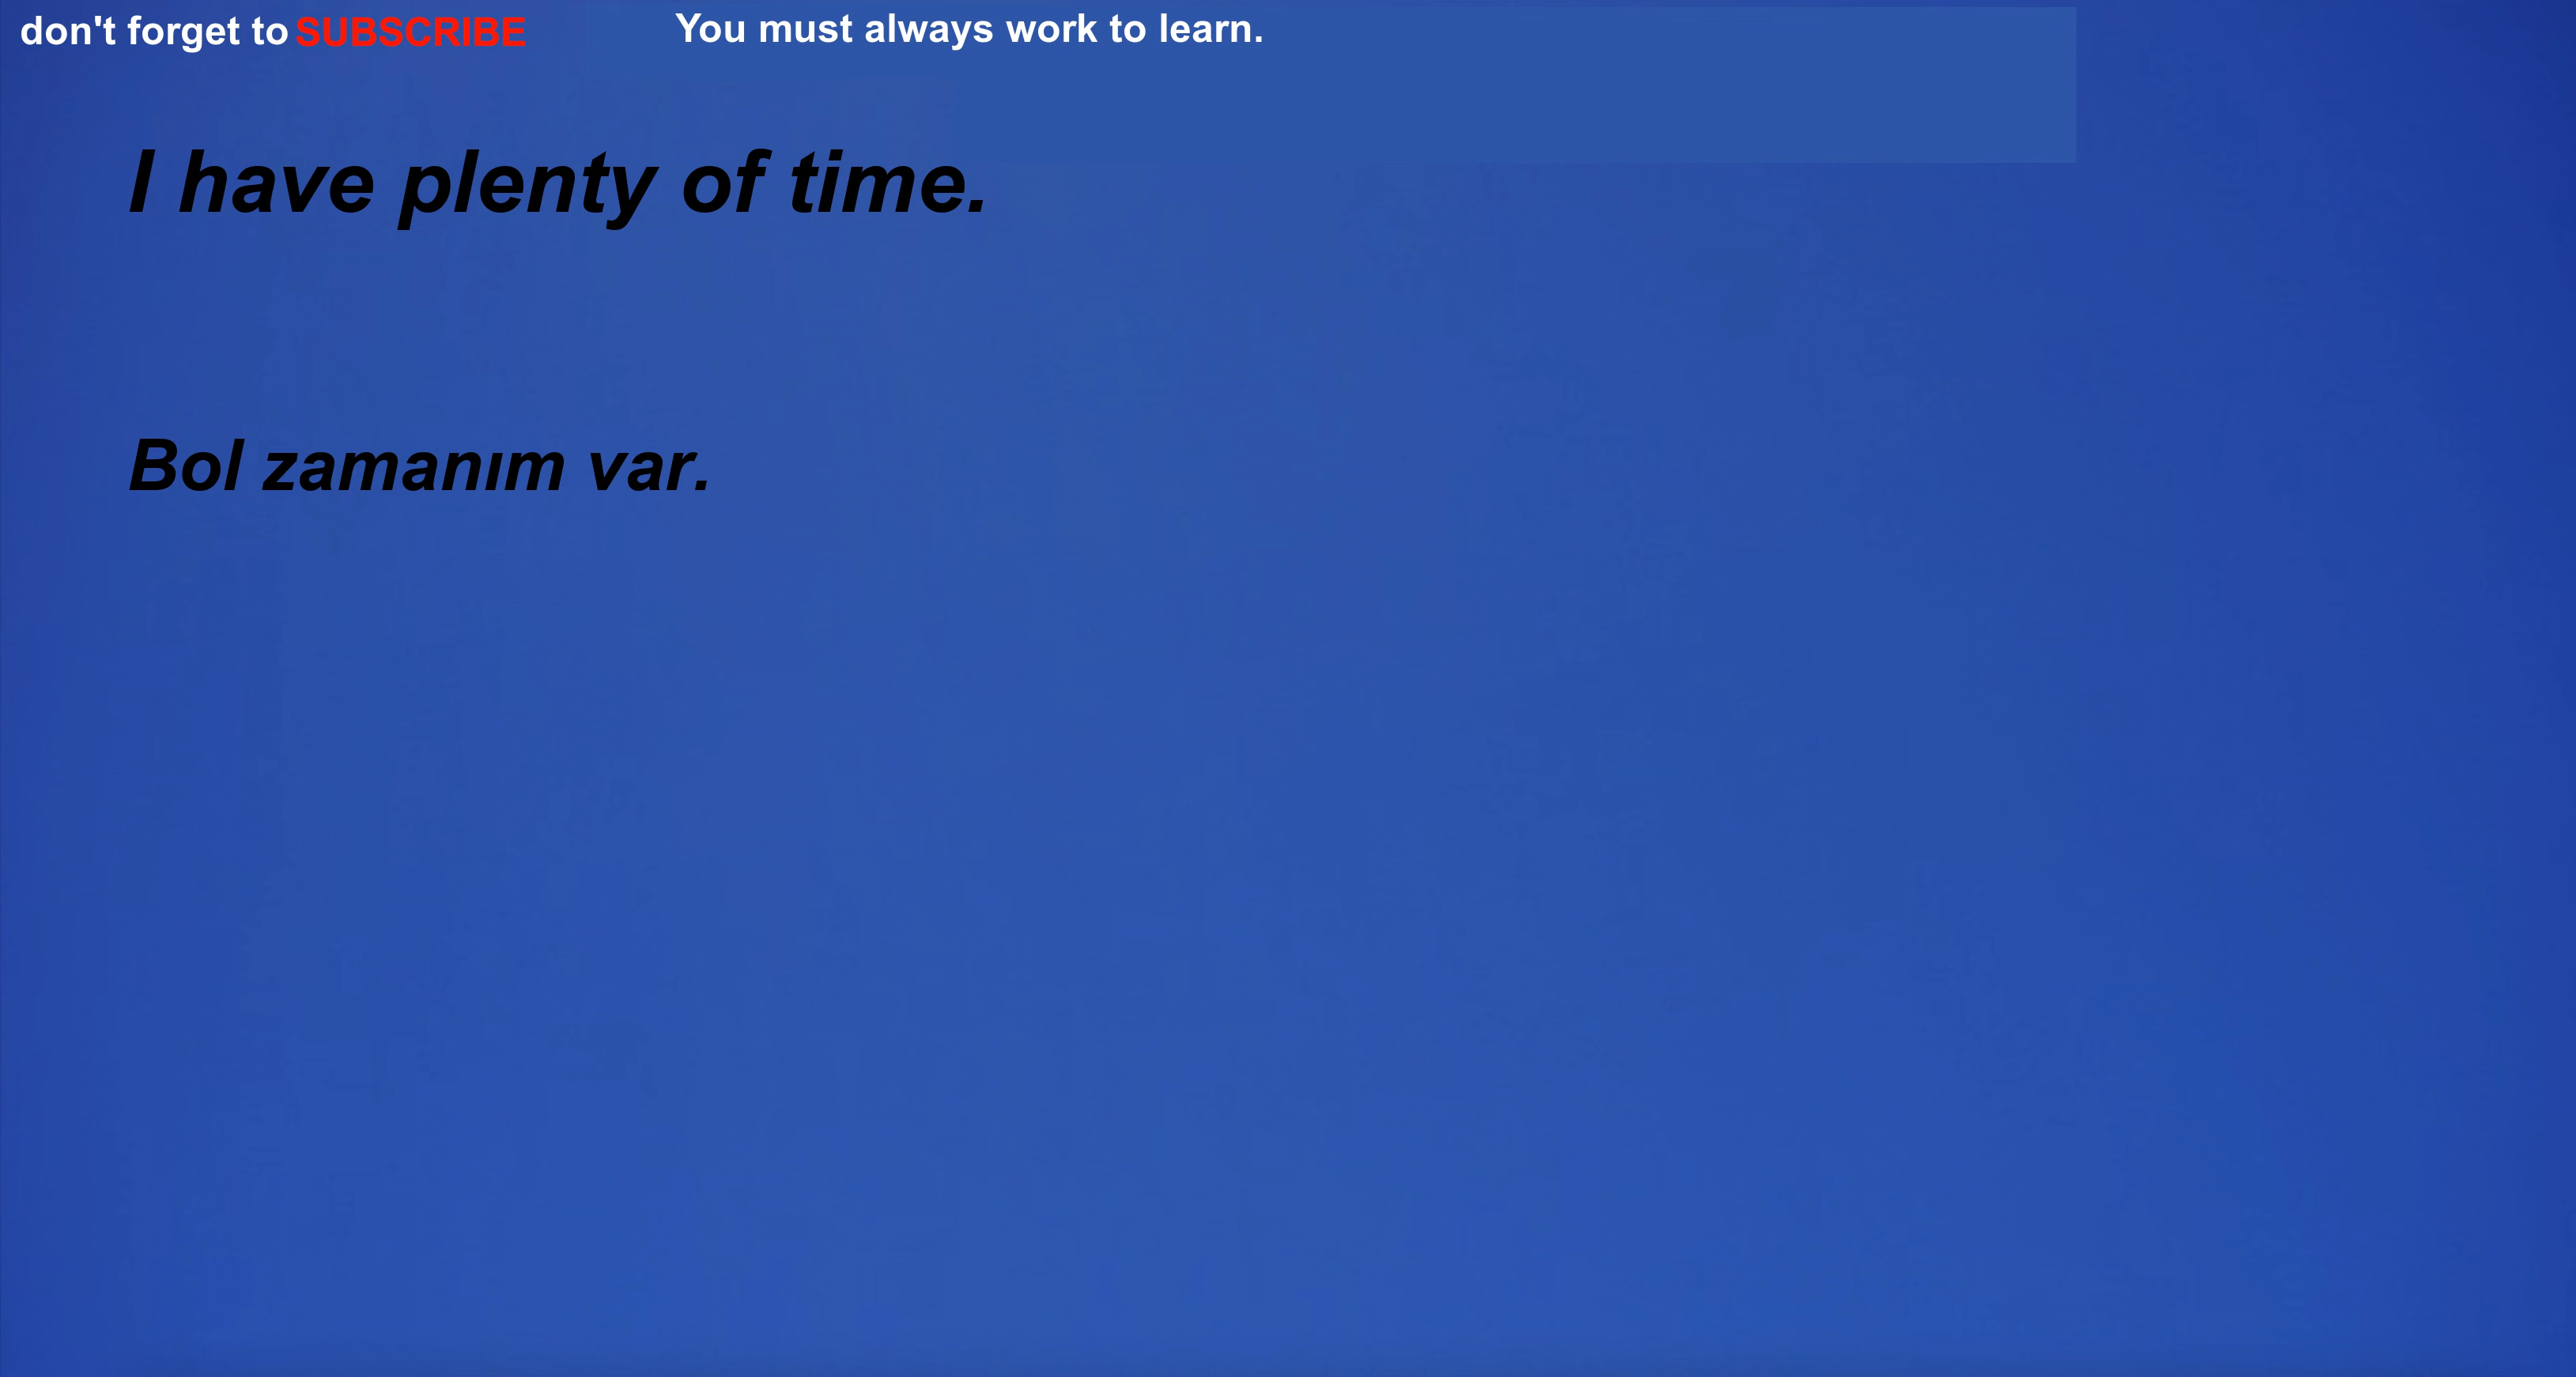 don't forget to SUBSCRIBE
You must always work to learn.
I have plenty of time.
Bol zamanım var.